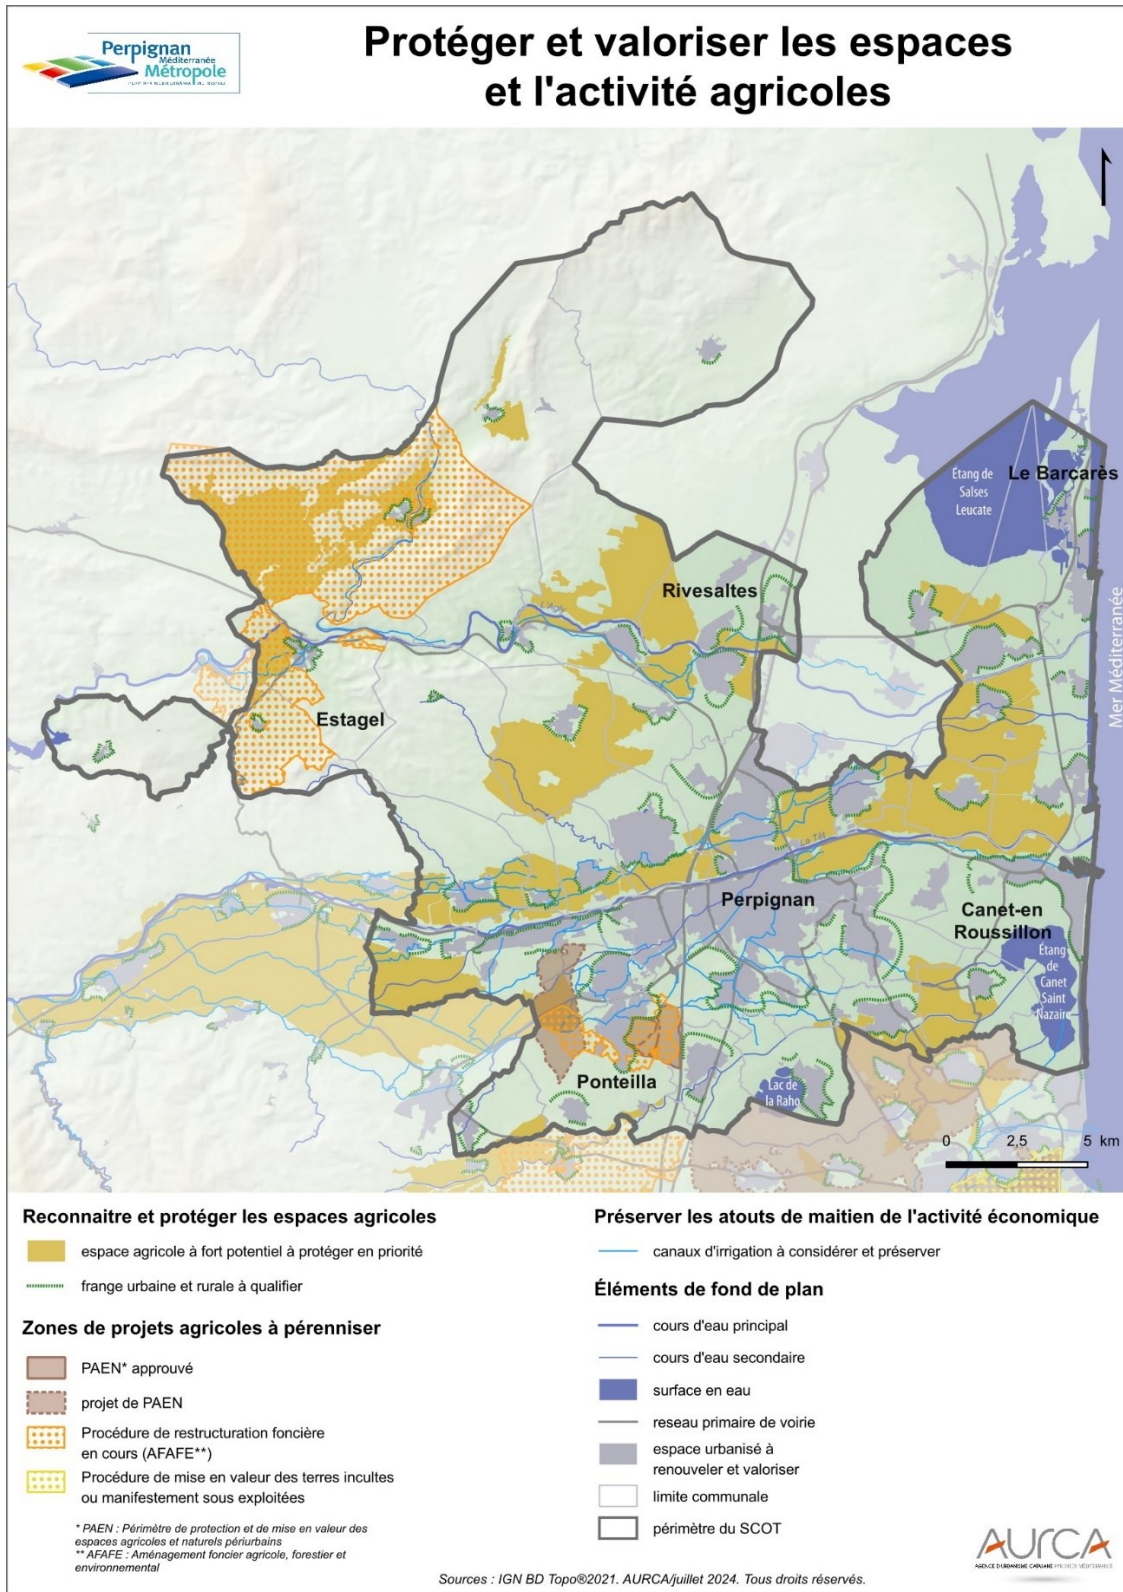 Perpignan
Méditerranée
Métropole
Protéger et valoriser les espaces
et l'activité agricoles
Étang de
Salses
Leucate
Le Barcarès
Rivesaltes
L'Agly
Mer Méditerranée
Estagel
La Têt
Perpignan
Canet-en
Roussillon
Étang
de
Canet
Saint
Nazaire
Ponteilla
Lac de
la Raho
0 2,5 5 km
Reconnaitre et protéger les espaces agricoles
espace agricole à fort potentiel à protéger en priorité
frange urbaine et rurale à qualifier
Zones de projets agricoles à pérenniser
PAEN* approuvé
projet de PAEN
Procédure de restructuration foncière
en cours (AFAFE**)
Procédure de mise en valeur des terres incultes
ou manifestement sous exploitées
* PAEN : Périmètre de protection et de mise en valeur des
espaces agricoles et naturels périurbains
** AFAFE : Aménagement foncier agricole, forestier et
environnemental
Préserver les atouts de maitien de l'activité économique
canaux d'irrigation à considérer et préserver
Éléments de fond de plan
cours d'eau principal
cours d'eau secondaire
surface en eau
reseau primaire de voirie
espace urbanisé à
renouveler et valoriser
limite communale
périmètre du SCOT
AURCA
AGENCE D'URBANISME CATALANE PYRÉNÉES MÉDITERRANÉE
Sources : IGN BD Topo®2021. AURCA/juillet 2024. Tous droits réservés.